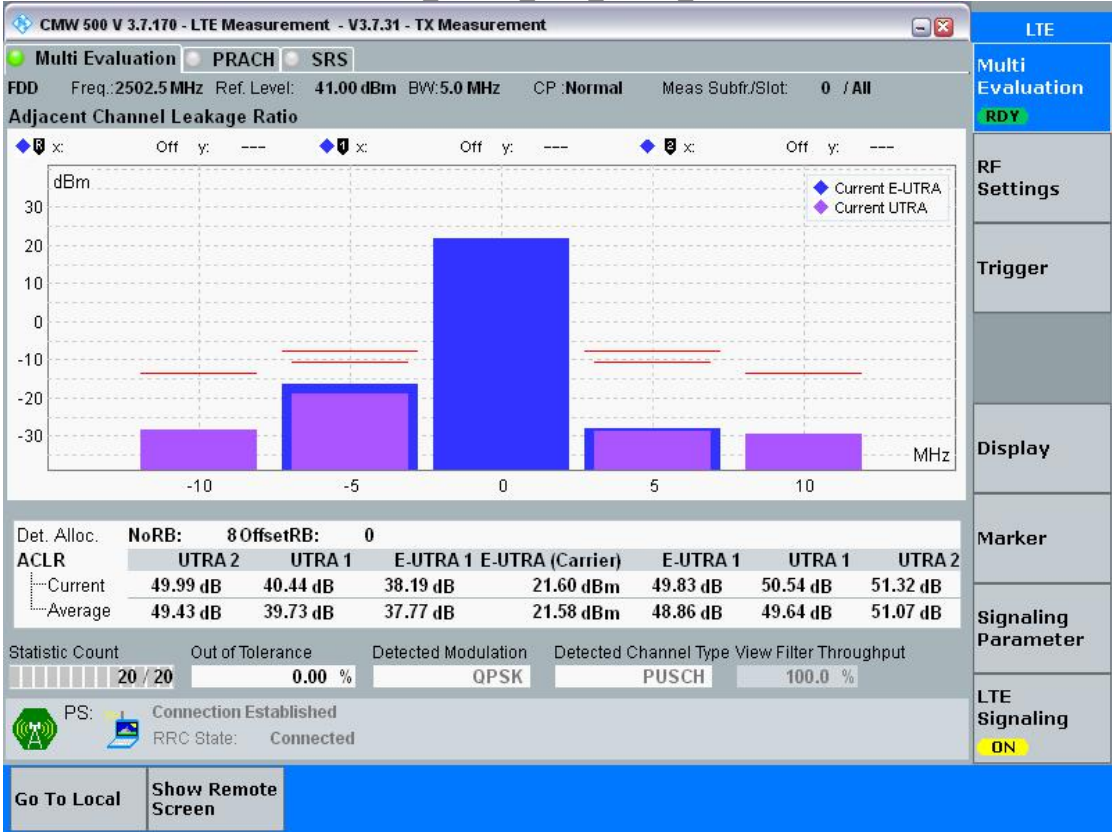 CMW 500 V 3.7.170 - LTE Measurement - V3.7.31 - TX Measurement
LTE
Multi Evaluation PRACH SRS
Multi
Evaluation
RDY
FDD Freq.:2502.5 MHz Ref. Level: 41.00 dBm BW:5.0 MHz CP :Normal Meas Subfr./Slot: 0 / All
Adjacent Channel Leakage Ratio
R x: Off y: --- 1 x: Off y: --- 2 x: Off y: ---
dBm
Current E-UTRA
Current UTRA
30
20
10
0
-10
-20
-30
MHz
-10 -5 0 5 10
RF
Settings
Trigger
Display
Marker
Signaling
Parameter
LTE
Signaling
ON
Det. Alloc. NoRB: 8 OffsetRB: 0
ACLR UTRA 2 UTRA 1 E-UTRA 1 E-UTRA (Carrier) E-UTRA 1 UTRA 1 UTRA 2
Current 49.99 dB 40.44 dB 38.19 dB 21.60 dBm 49.83 dB 50.54 dB 51.32 dB
Average 49.43 dB 39.73 dB 37.77 dB 21.58 dBm 48.86 dB 49.64 dB 51.07 dB
Statistic Count Out of Tolerance Detected Modulation Detected Channel Type View Filter Throughput
20 / 20 0.00 % QPSK PUSCH 100.0 %
PS: Connection Established
RRC State: Connected
Go To Local
Show Remote
Screen